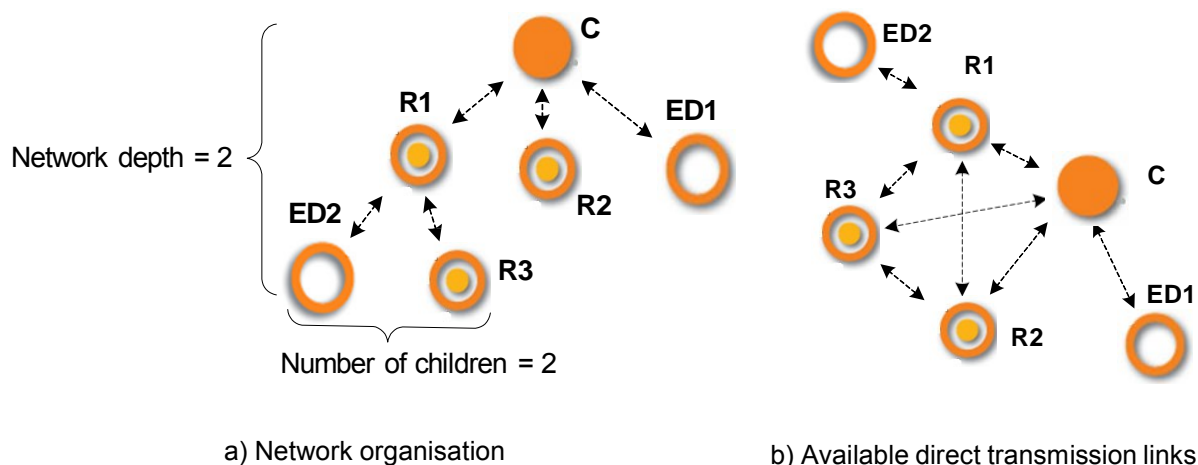 C
R1
ED1
Network depth = 2
R2
ED2
R3
Number of children = 2
a) Network organisation
ED2
R1
C
R3
ED1
R2
b) Available direct transmission links